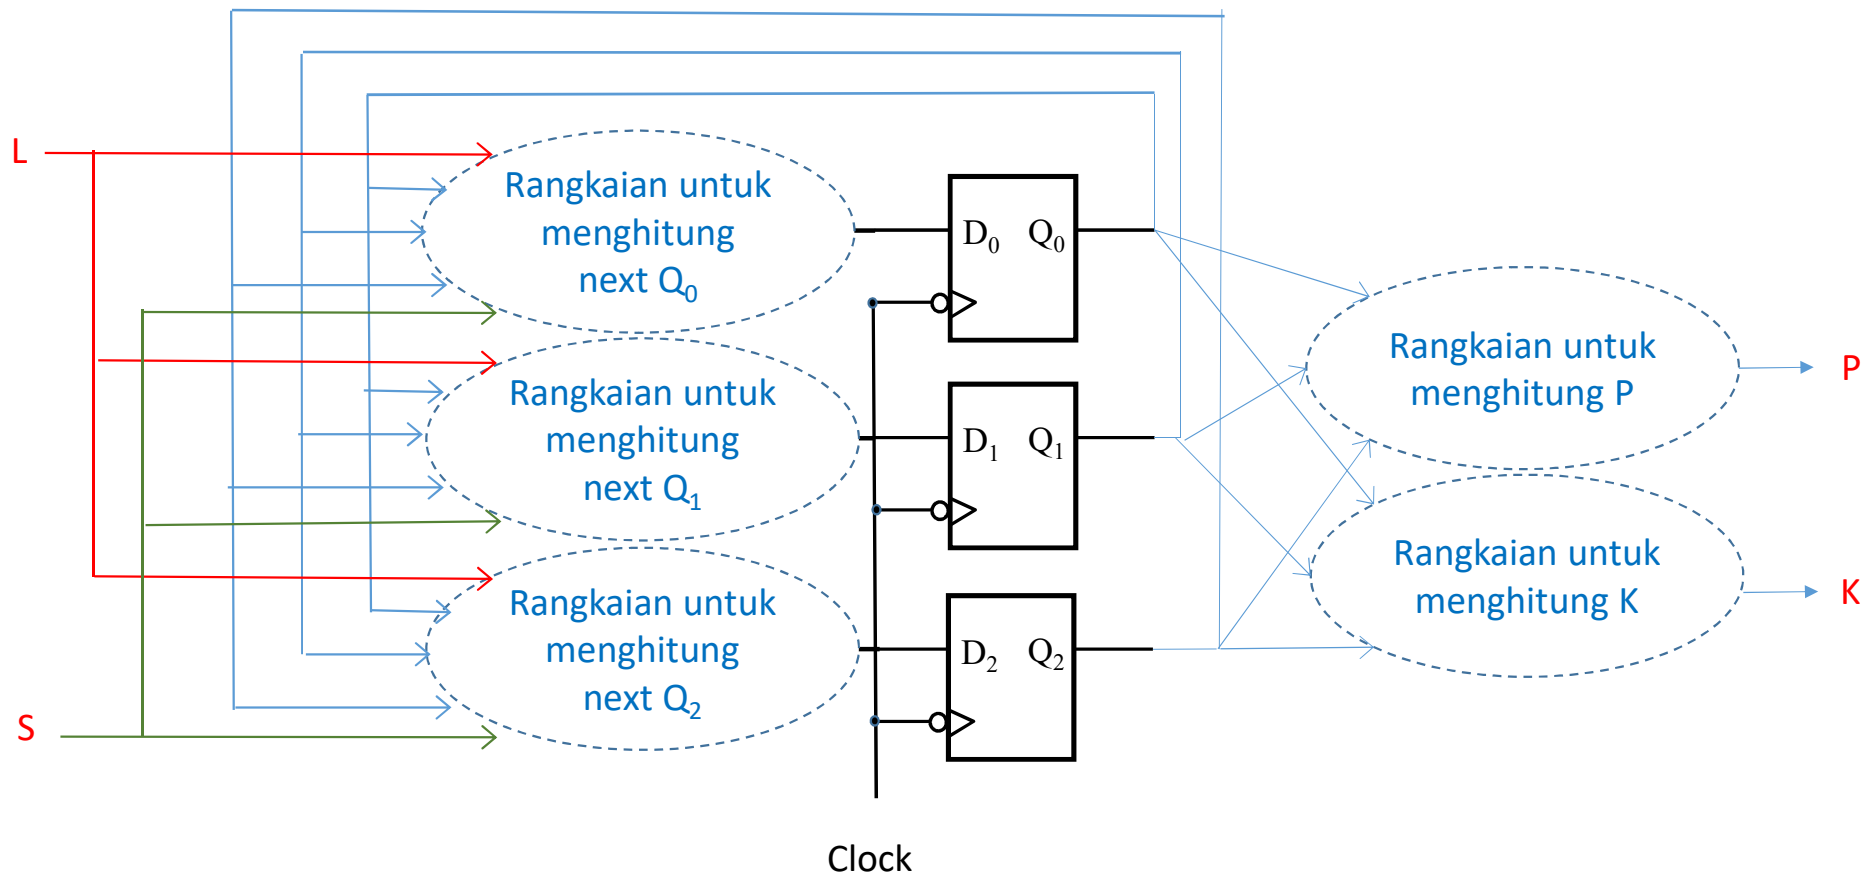 L
Rangkaian untuk
menghitung
next Q0
D0 Q0
Rangkaian untuk
menghitung P
P
Rangkaian untuk
menghitung
next Q1
D1 Q1
Rangkaian untuk
menghitung K
K
Rangkaian untuk
menghitung
next Q2
D2 Q2
S
Clock